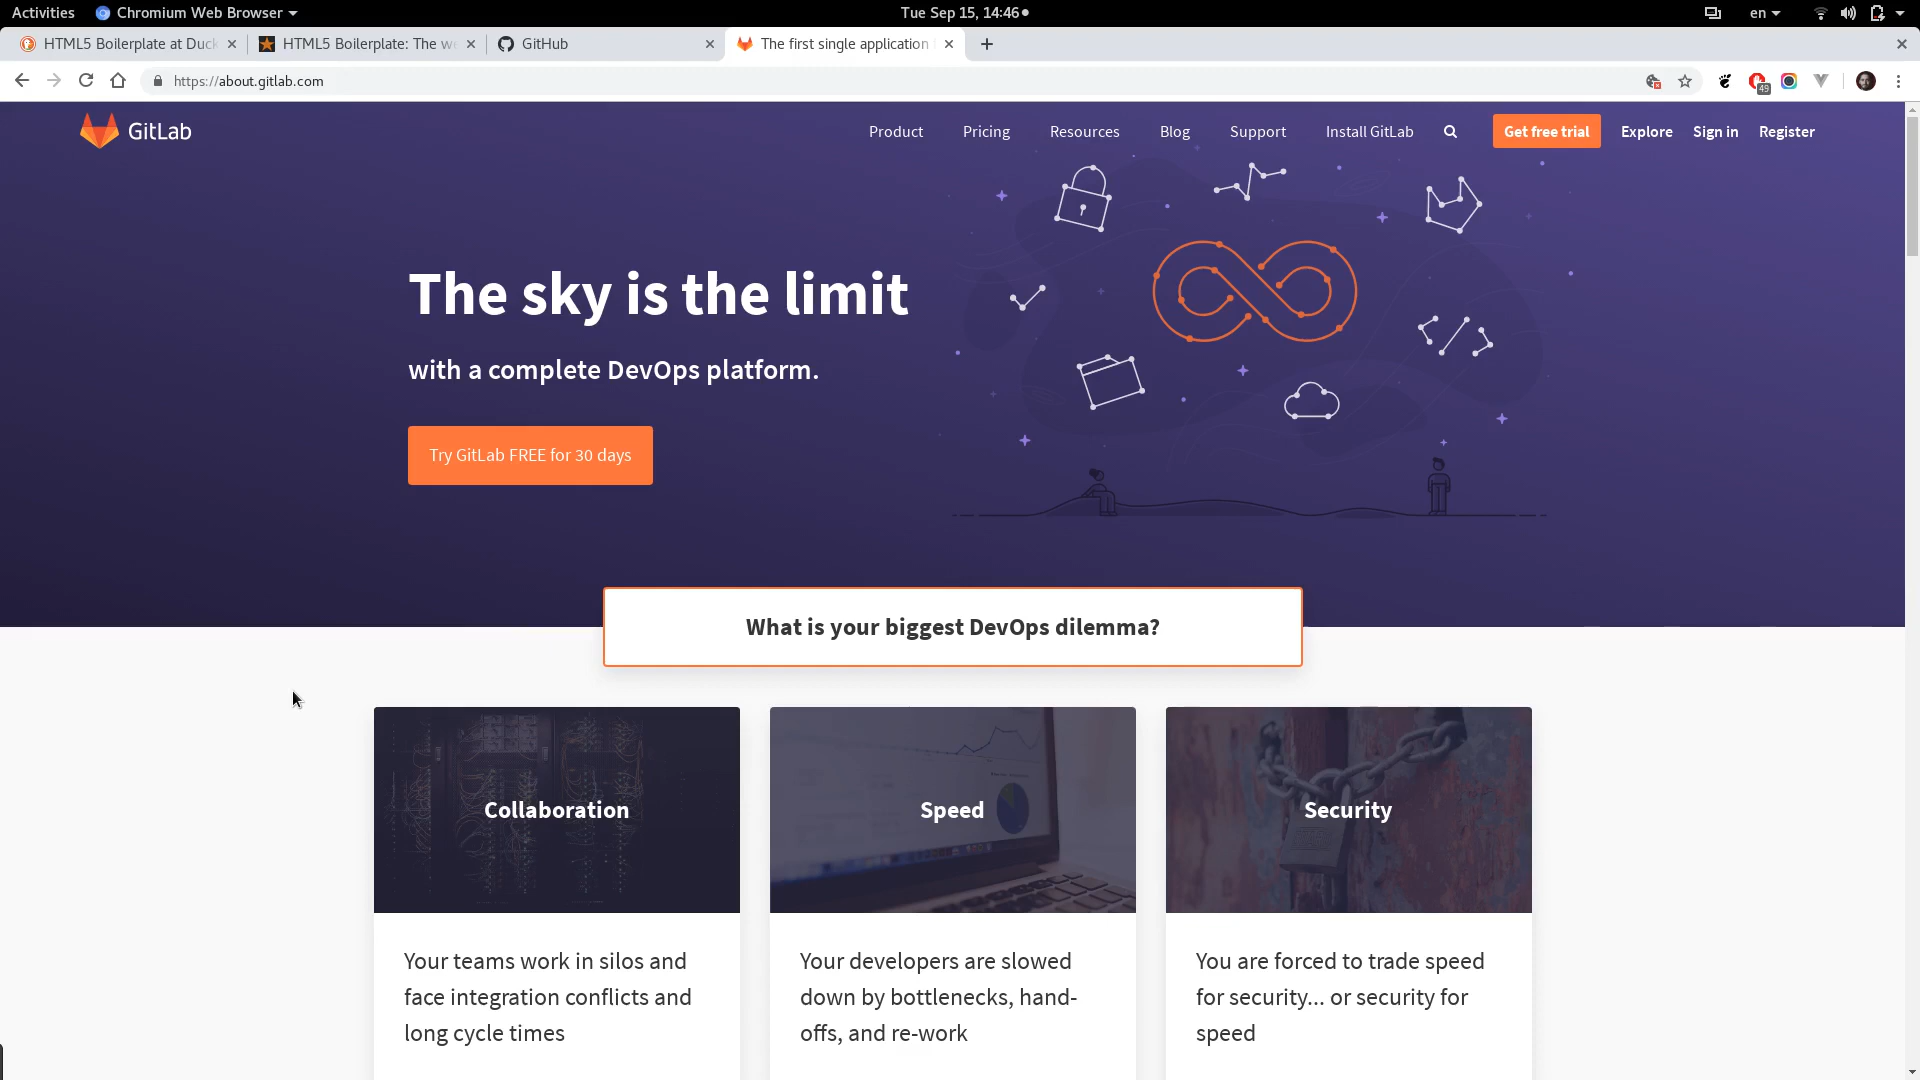 Activities
Chromium Web Browser
Tue Sep 15, 14:46
en
HTML5 Boilerplate at Duck
HTML5 Boilerplate: The we
GitHub
The first single application
https://about.gitlab.com
49
GitLab
Product
Pricing
Resources
Blog
Support
Install GitLab
Get free trial
Explore
Sign in
Register
The sky is the limit
with a complete DevOps platform.
Try GitLab FREE for 30 days
What is your biggest DevOps dilemma?
Collaboration
Your teams work in silos and
face integration conflicts and
long cycle times
Speed
Your developers are slowed
down by bottlenecks, hand-
offs, and re-work
Security
You are forced to trade speed
for security... or security for
speed